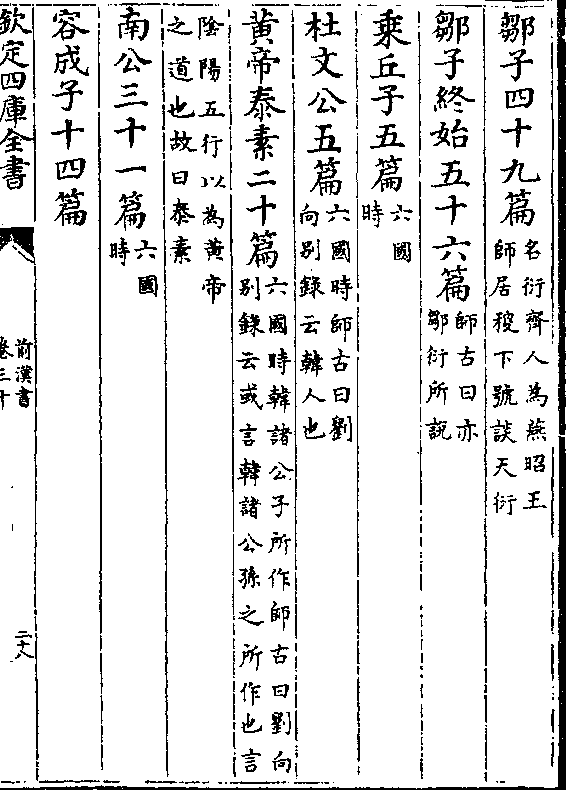 鄒子四十九篇名衍齊人為燕昭王師居稷下號談天衍
鄒子終始五十六篇師古曰亦鄒衍所說
乗丘子五篇六國時
杜文公五篇六國時師古曰劉向别錄云韓人也
黄帝泰素二十篇六國時韓諸公子所作師古曰劉向别錄云或言韓諸公孫之所作也言
陰陽五行以為黄帝之道也故曰泰素
南公三十一篇六國時
容成子十四篇
欽定四庫全書
前漢書
卷三十
二十八